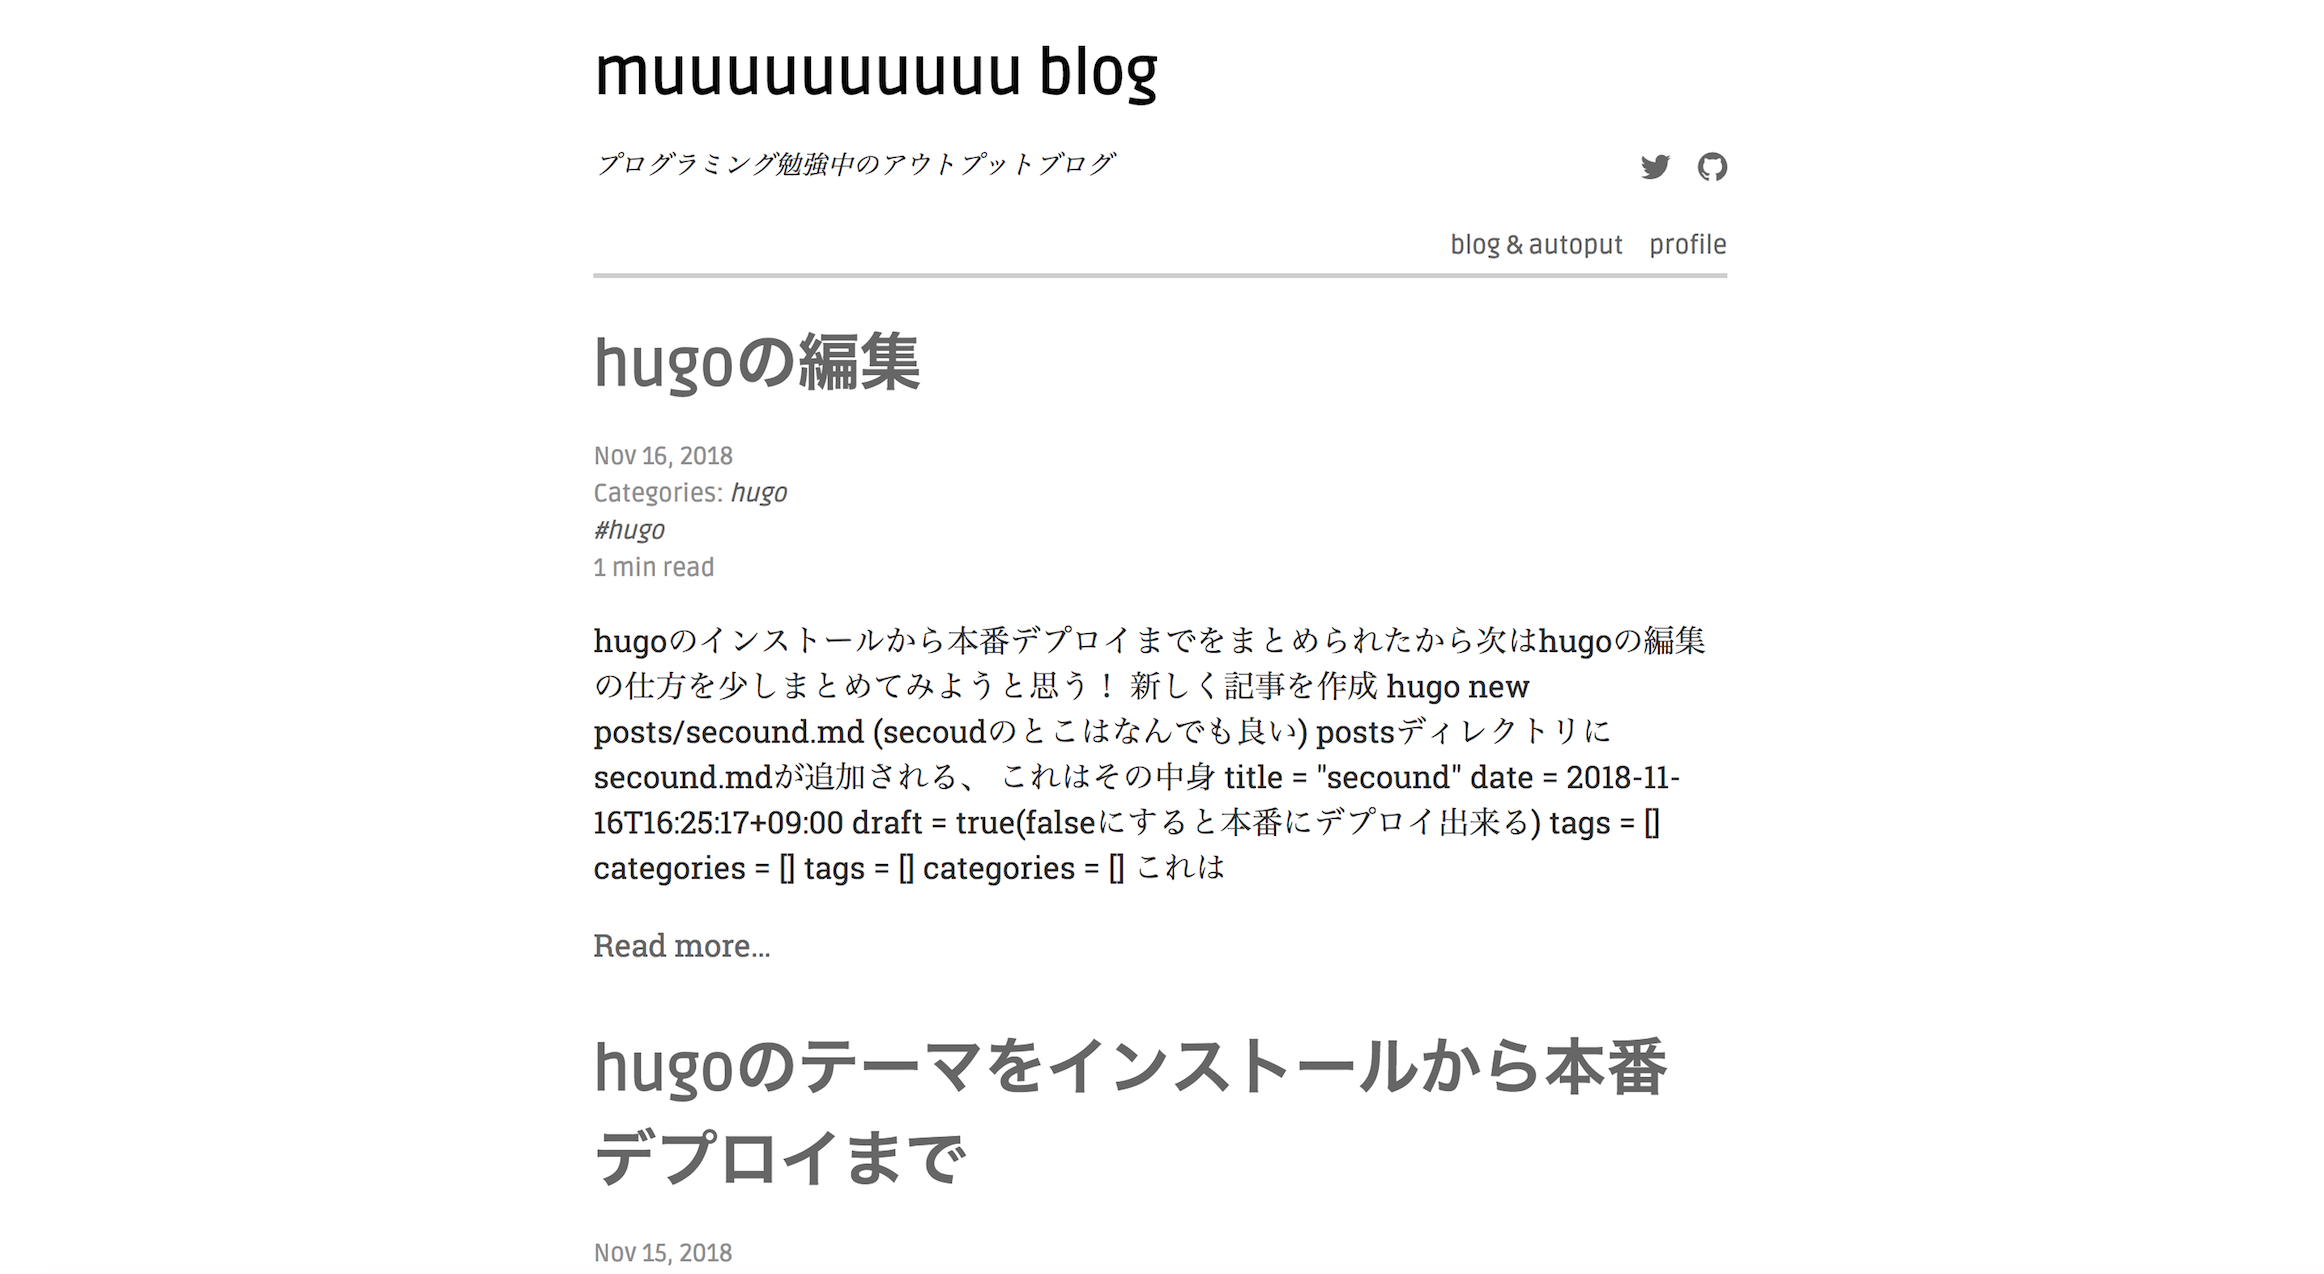 muuuuuuuuuu blog
プログラミング勉強中のアウトプットブログ
blog & autoput profile
hugoの編集
Nov 16, 2018
Categories: hugo
#hugo
1 min read
hugoのインストールから本番デプロイまでをまとめられたから次はhugoの編集
の仕方を少しまとめてみようと思う！ 新しく記事を作成 hugo new
posts/secound.md (secoudのとこはなんでも良い) postsディレクトリに
secound.mdが追加される、 これはその中身 title = "secound" date = 2018-11-
16T16:25:17+09:00 draft = true(falseにすると本番にデプロイ出来る) tags = []
categories = [] tags = [] categories = [] これは
Read more...
hugoのテーマをインストールから本番
デプロイまで
Nov 15, 2018